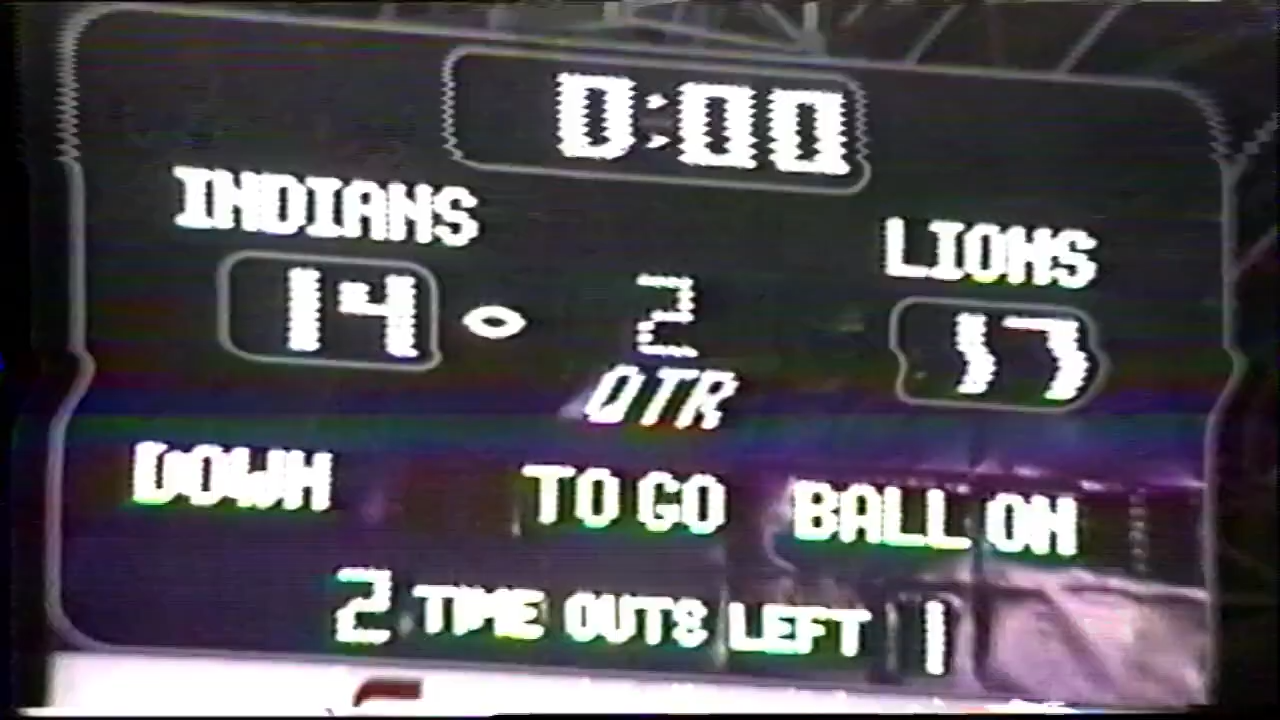 0:00
INDIANS LIONS
14 2 17
QTR
DOWN TO GO BALL ON
2 TIME OUTS LEFT 1